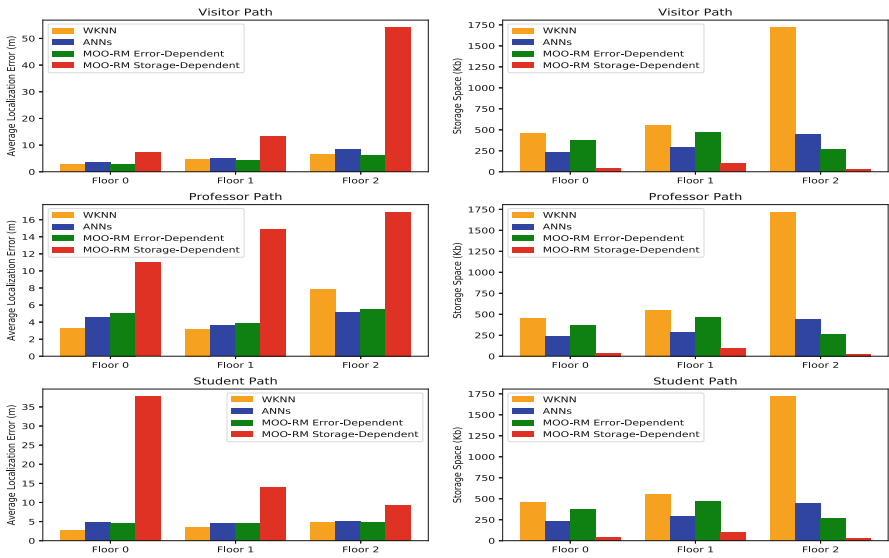 Visitor Path
Average Localization Error (m)
50
40
30
20
10
0
WKNN
ANNs
MOO-RM Error-Dependent
MOO-RM Storage-Dependent
Floor 0
Floor 1
Floor 2
Visitor Path
Storage Space (Kb)
1750
1500
1250
1000
750
500
250
0
WKNN
ANNs
MOO-RM Error-Dependent
MOO-RM Storage-Dependent
Floor 0
Floor 1
Floor 2
Professor Path
Average Localization Error (m)
16
14
12
10
8
6
4
2
0
WKNN
ANNs
MOO-RM Error-Dependent
MOO-RM Storage-Dependent
Floor 0
Floor 1
Floor 2
Professor Path
Storage Space (Kb)
1750
1500
1250
1000
750
500
250
0
WKNN
ANNs
MOO-RM Error-Dependent
MOO-RM Storage-Dependent
Floor 0
Floor 1
Floor 2
Student Path
Average Localization Error (m)
35
30
25
20
15
10
5
0
WKNN
ANNs
MOO-RM Error-Dependent
MOO-RM Storage-Dependent
Floor 0
Floor 1
Floor 2
Student Path
Storage Space (Kb)
1750
1500
1250
1000
750
500
250
0
WKNN
ANNs
MOO-RM Error-Dependent
MOO-RM Storage-Dependent
Floor 0
Floor 1
Floor 2